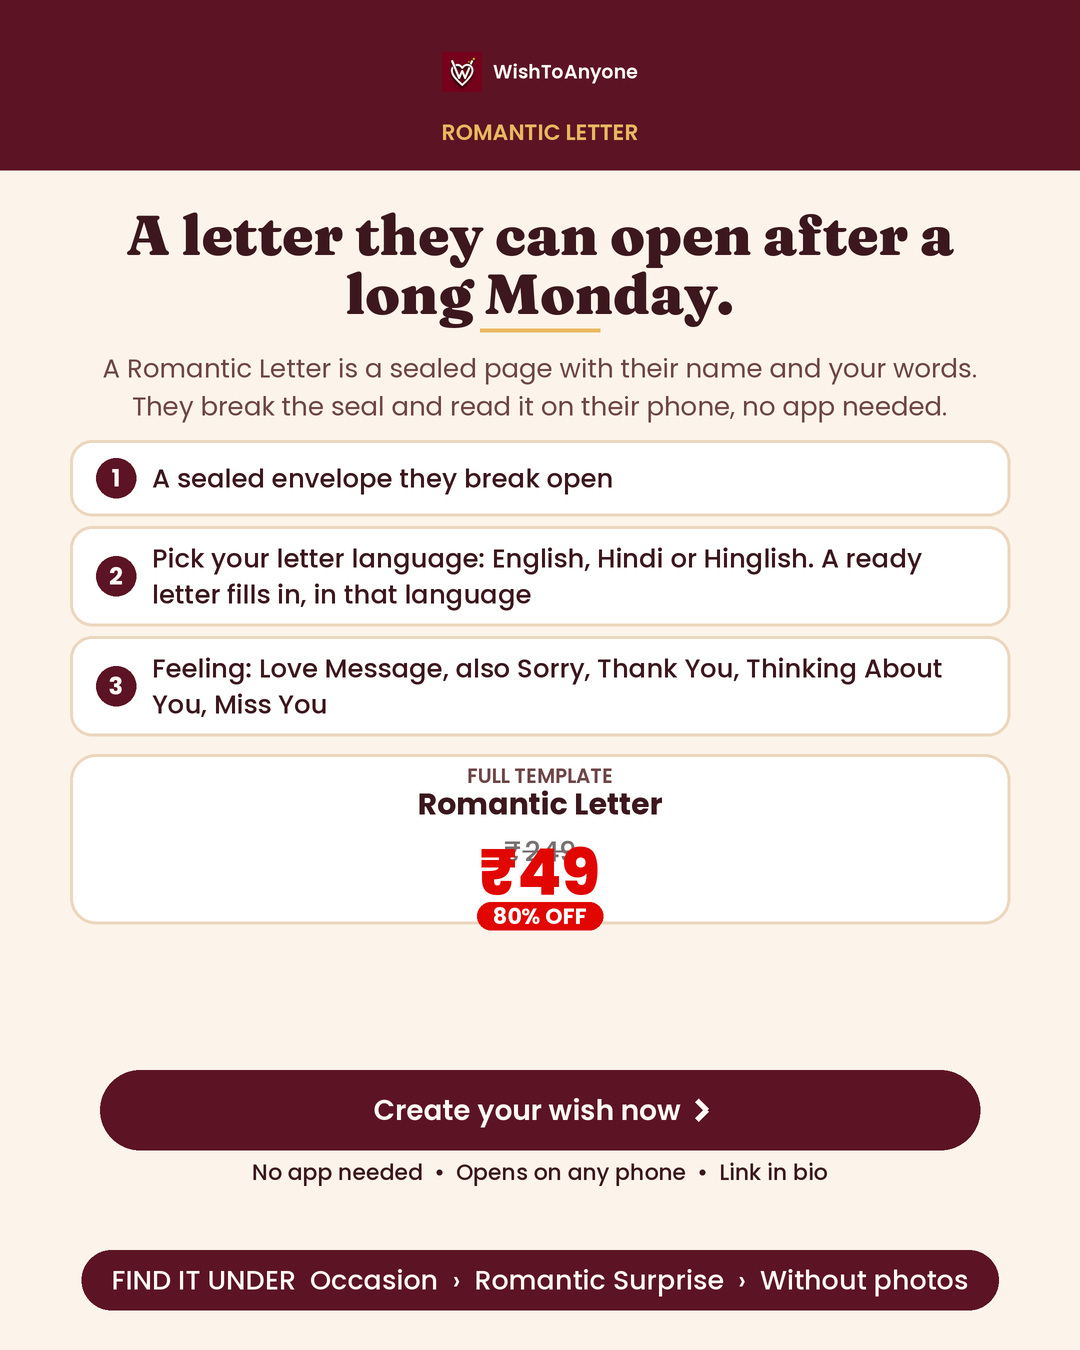 WishToAnyone
ROMANTIC LETTER
A letter they can open after a
long Monday.
A Romantic Letter is a sealed page with their name and your words.
They break the seal and read it on their phone, no app needed.
1 A sealed envelope they break open
2 Pick your letter language: English, Hindi or Hinglish. A ready
letter fills in, in that language
3 Feeling: Love Message, also Sorry, Thank You, Thinking About
You, Miss You
FULL TEMPLATE
Romantic Letter
₹249
₹49
80% OFF
Create your wish now ›
No app needed • Opens on any phone • Link in bio
FIND IT UNDER Occasion › Romantic Surprise › Without photos